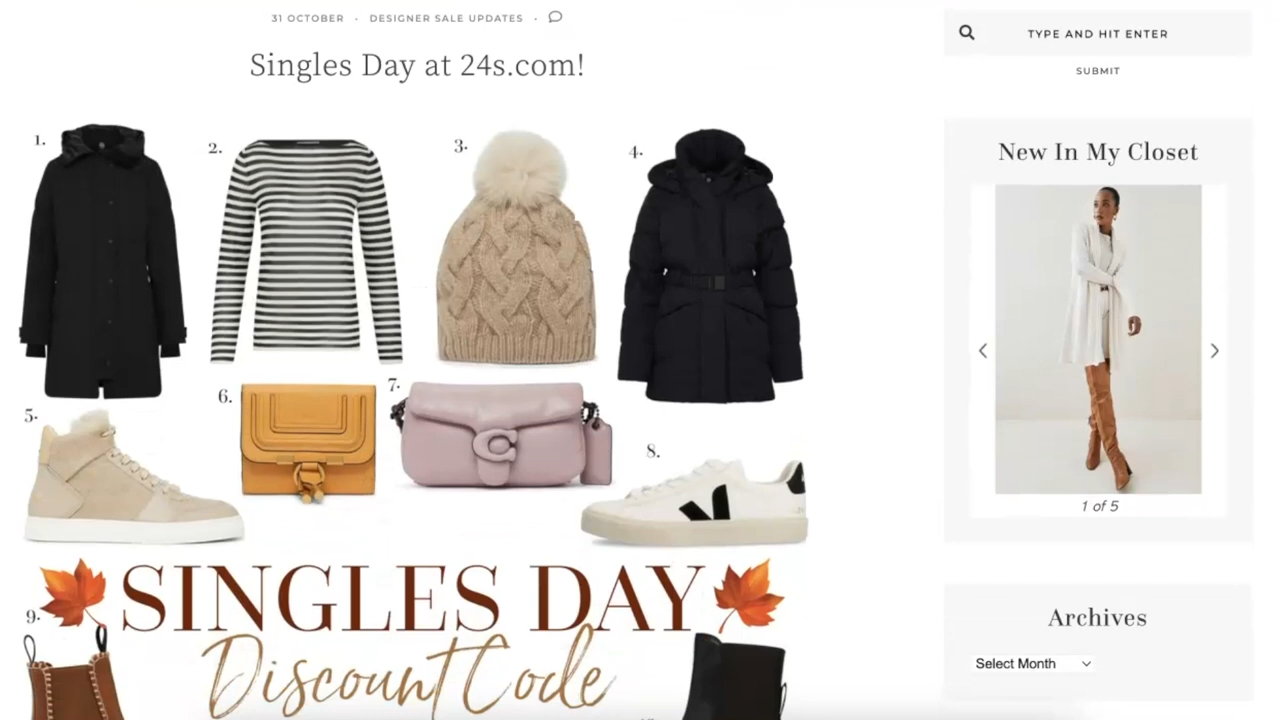 31 OCTOBER · DESIGNER SALE UPDATES ·
Singles Day at 24s.com!
1.
2.
3.
4.
5.
6.
7.
8.
SINGLES DAY
9.
Discount Code
TYPE AND HIT ENTER
SUBMIT
New In My Closet
1 of 5
Archives
Select Month